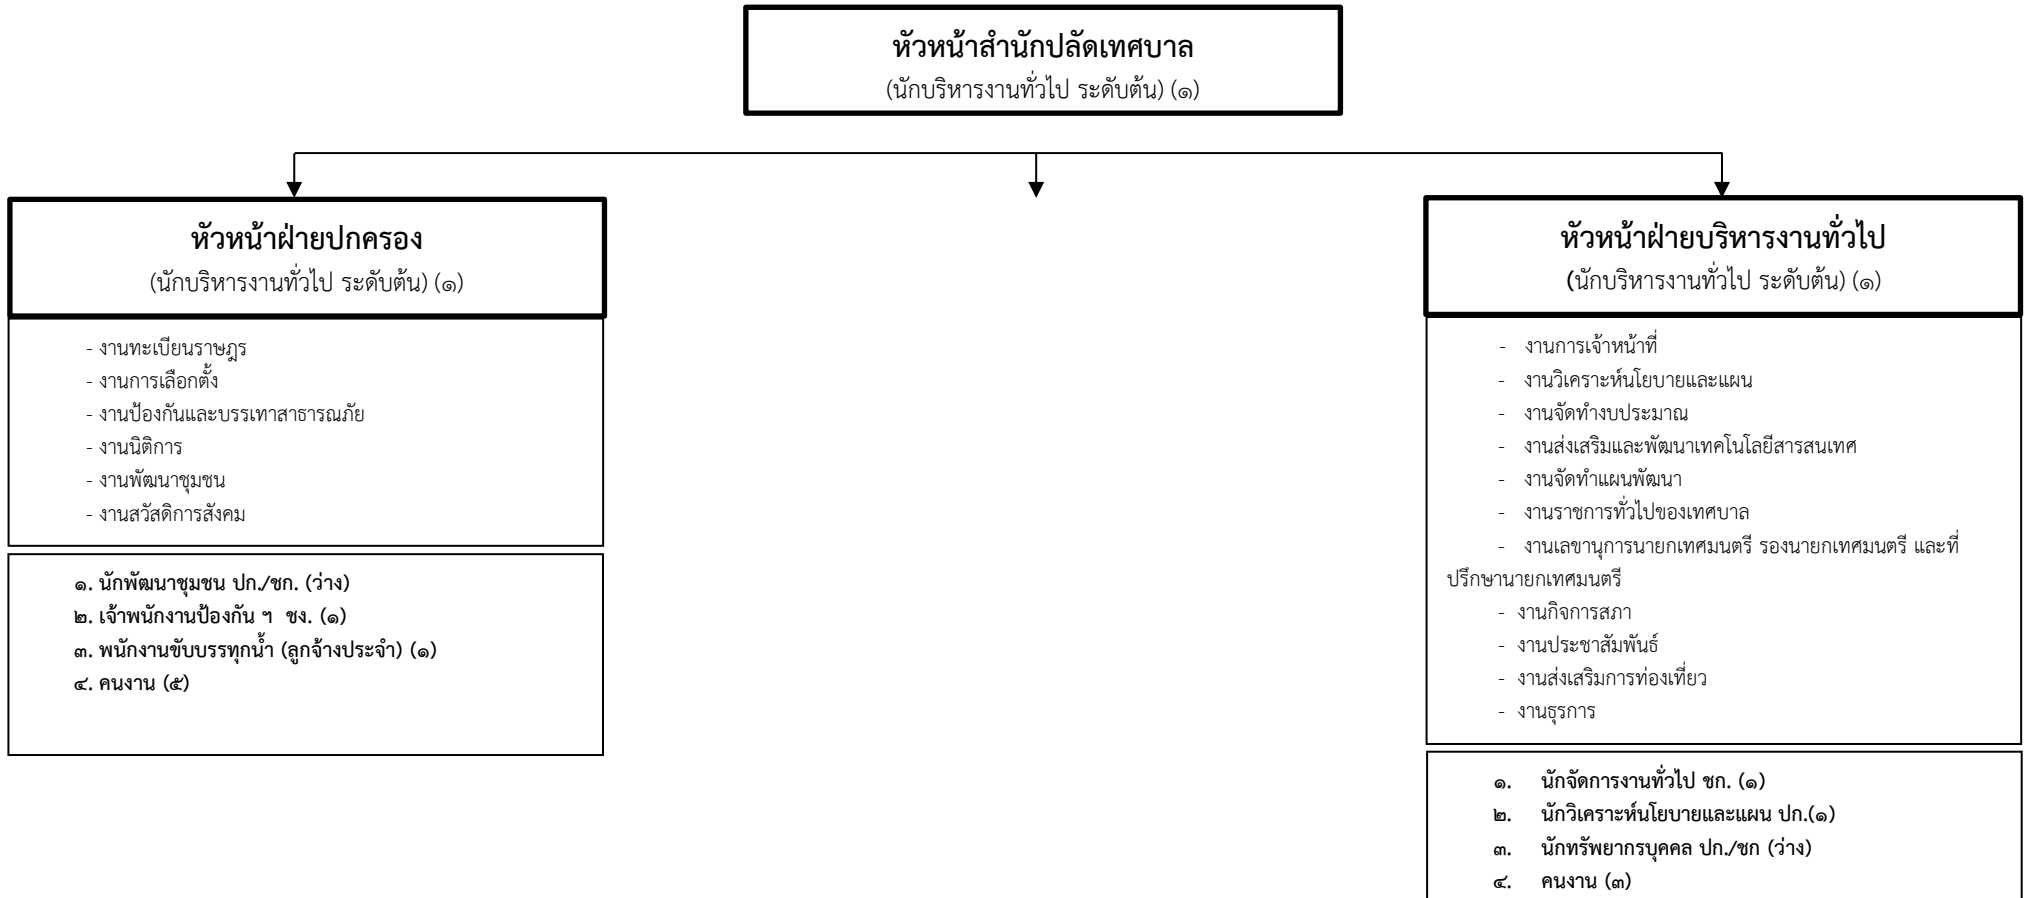 หัวหน้าสำนักปลัดเทศบาล
(นักบริหารงานทั่วไป ระดับต้น) (๑)
หัวหน้าฝ่ายปกครอง
(นักบริหารงานทั่วไป ระดับต้น) (๑)
- งานทะเบียนราษฎร
- งานการเลือกตั้ง
- งานป้องกันและบรรเทาสาธารณภัย
- งานนิติการ
- งานพัฒนาชุมชน
- งานสวัสดิการสังคม
๑. นักพัฒนาชุมชน ปก./ชก. (ว่าง)
๒. เจ้าพนักงานป้องกัน ฯ ชง. (๑)
๓. พนักงานขับบรรทุกน้ำ (ลูกจ้างประจำ) (๑)
๔. คนงาน (๕)
หัวหน้าฝ่ายบริหารงานทั่วไป
(นักบริหารงานทั่วไป ระดับต้น) (๑)
- งานการเจ้าหน้าที่
- งานวิเคราะห์นโยบายและแผน
- งานจัดทำงบประมาณ
- งานส่งเสริมและพัฒนาเทคโนโลยีสารสนเทศ
- งานจัดทำแผนพัฒนา
- งานราชการทั่วไปของเทศบาล
- งานเลขานุการนายกเทศมนตรี รองนายกเทศมนตรี และที่
ปรึกษานายกเทศมนตรี
- งานกิจการสภา
- งานประชาสัมพันธ์
- งานส่งเสริมการท่องเที่ยว
- งานธุรการ
๑. นักจัดการงานทั่วไป ชก. (๑)
๒. นักวิเคราะห์นโยบายและแผน ปก.(๑)
๓. นักทรัพยากรบุคคล ปก./ชก (ว่าง)
๔. คนงาน (๓)